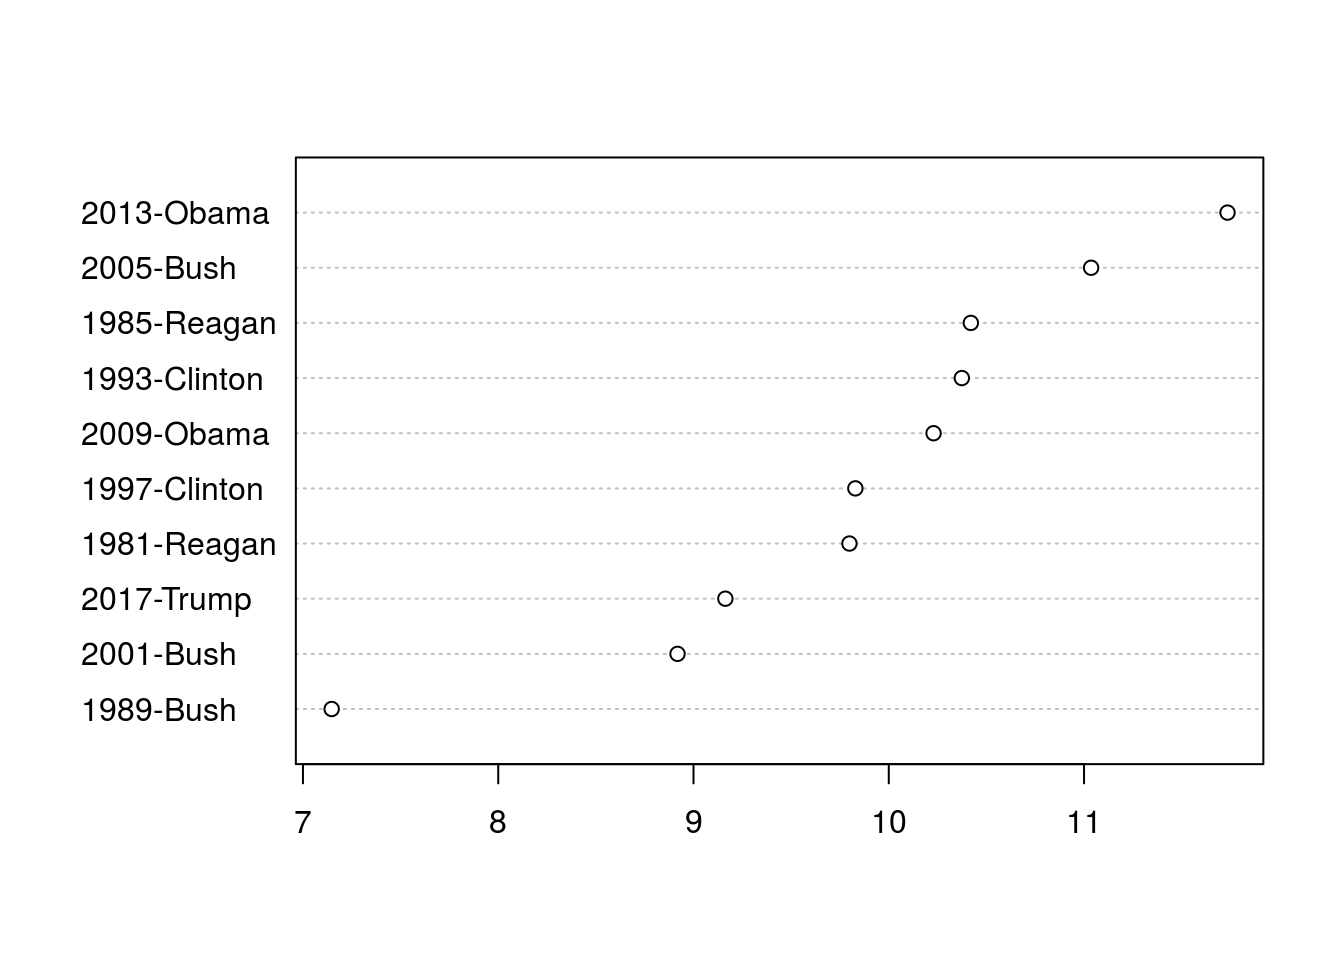 2013-Obama
2005-Bush
1985-Reagan
1993-Clinton
2009-Obama
1997-Clinton
1981-Reagan
2017-Trump
2001-Bush
1989-Bush
7 8 9 10 11